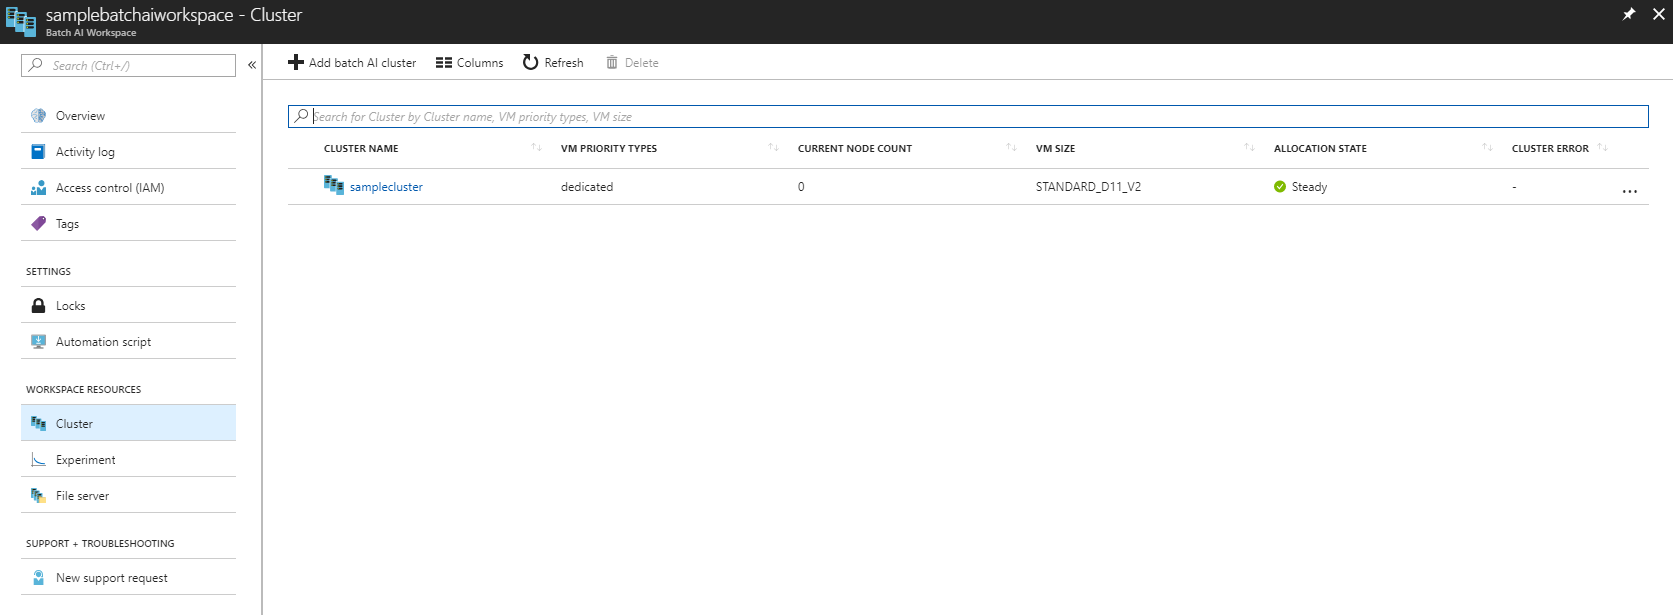 samplebatchaiworkspace - Cluster
Batch AI Workspace
Search (Ctrl+/)
«
Overview
Activity log
Access control (IAM)
Tags
SETTINGS
Locks
Automation script
WORKSPACE RESOURCES
Cluster
Experiment
File server
SUPPORT + TROUBLESHOOTING
New support request
Add batch AI cluster Columns Refresh Delete
Search for Cluster by Cluster name, VM priority types, VM size
CLUSTER NAME VM PRIORITY TYPES CURRENT NODE COUNT VM SIZE ALLOCATION STATE CLUSTER ERROR
samplecluster dedicated 0 STANDARD_D11_V2 Steady - ...